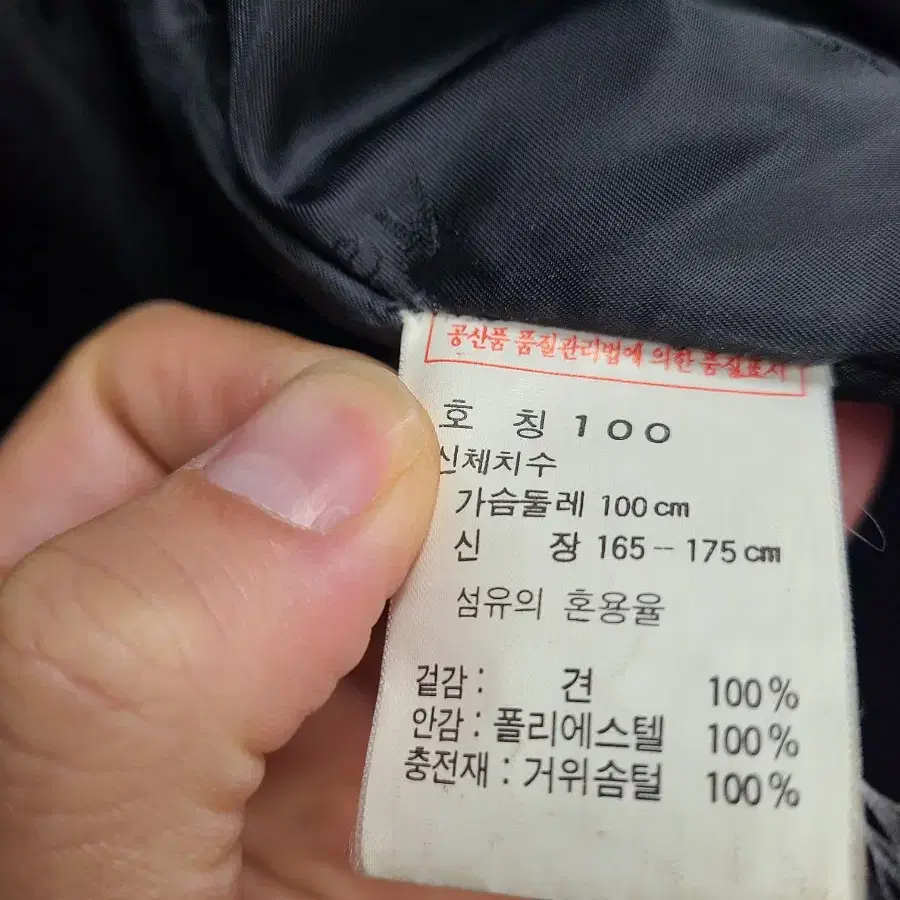 공산품 품질관리법에 의한 품질표시
호 칭 100
신체치수
가슴둘레 100 cm
신 장 165 - 175 cm
섬유의 혼용율
겉감 : 견 100%
안감 : 폴리에스텔 100%
충전재 : 거위솜털 100%